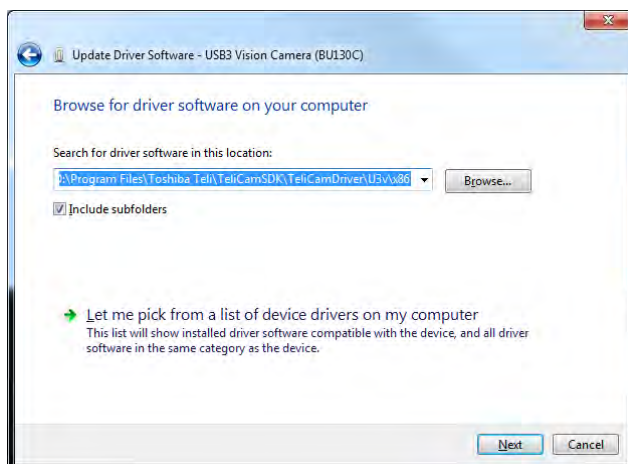 Update Driver Software - USB3 Vision Camera (BU130C)
Browse for driver software on your computer
Search for driver software in this location:
:\Program Files\Toshiba Teli\TeliCamSDK\TeliCamDriver\U3v\x86
Browse...
Include subfolders
Let me pick from a list of device drivers on my computer
This list will show installed driver software compatible with the device, and all driver
software in the same category as the device.
Next
Cancel